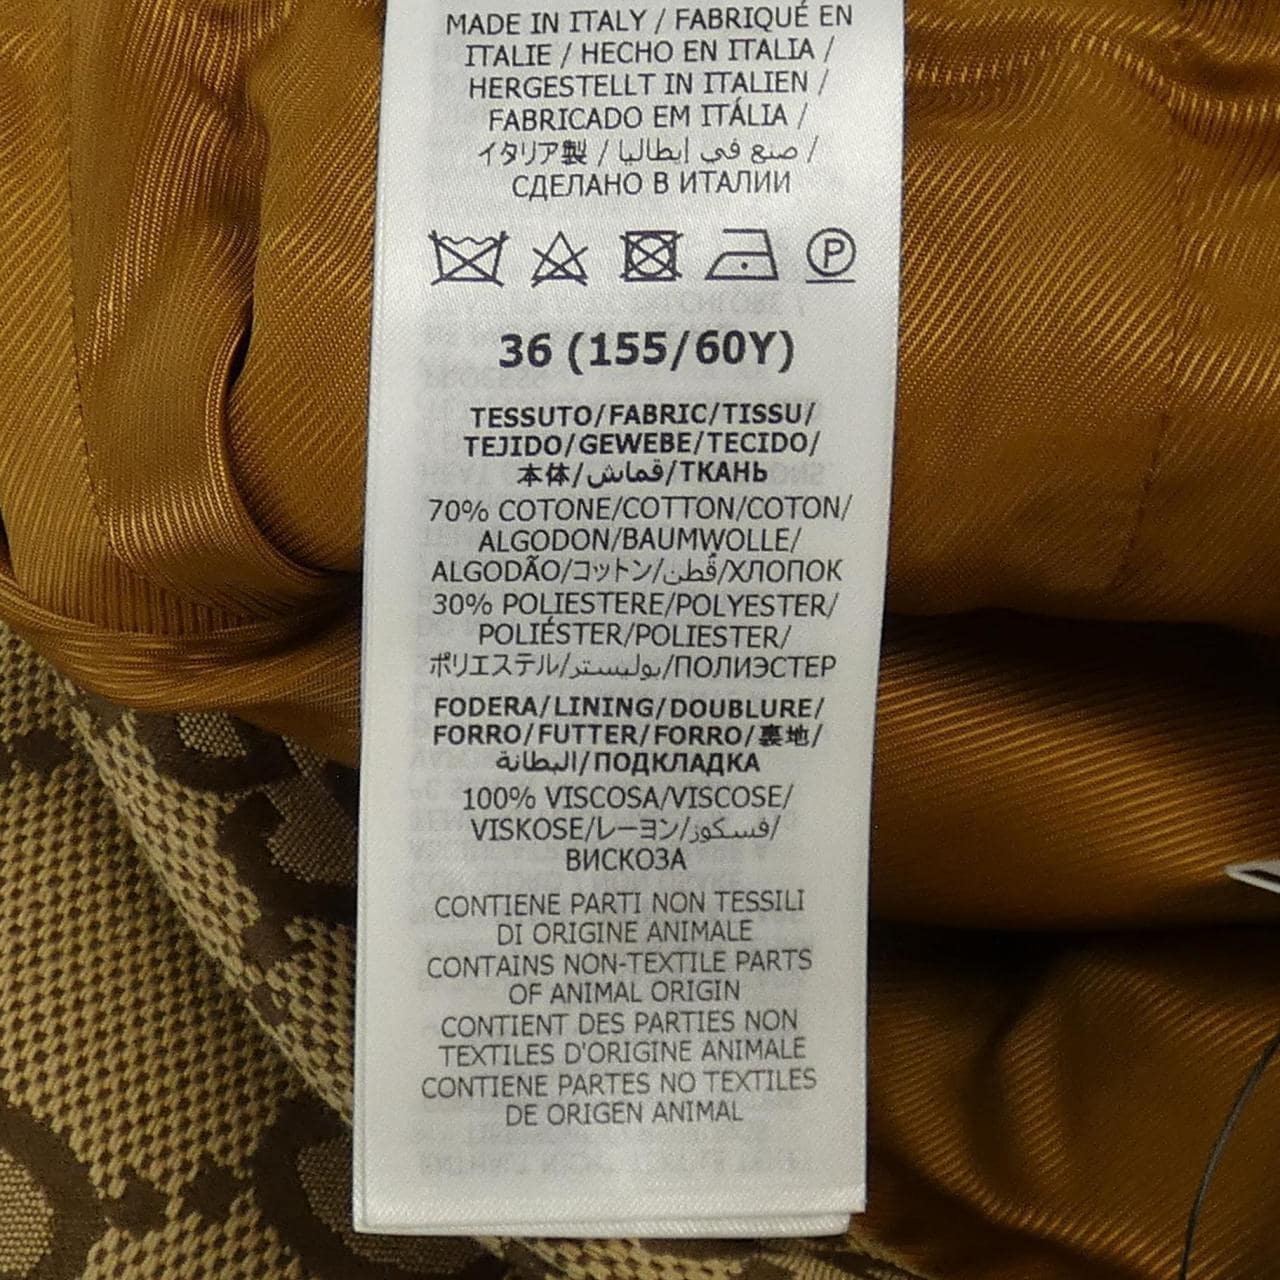 MADE IN ITALY / FABRIQUÉ EN
ITALIE / HECHO EN ITALIA /
HERGESTELLT IN ITALIEN /
FABRICADO EM ITÁLIA /
イタリア製 / صنع في إيطاليا /
СДЕЛАНО В ИТАЛИИ
P
36 (155/60Y)
TESSUTO/FABRIC/TISSU/
TEJIDO/GEWEBE/TECIDO/
本体/قماش/ТКАНЬ
70% COTONE/COTTON/COTON/
ALGODON/BAUMWOLLE/
ALGODÃO/コットン/قطن/ХЛОПОК
30% POLIESTERE/POLYESTER/
POLIÉSTER/POLIESTER/
ポリエステル/بوليستر/ПОЛИЭСТЕР
FODERA/LINING/DOUBLURE/
FORRO/FUTTER/FORRO/裏地/
البطانة/ПОДКЛАДКА
100% VISCOSA/VISCOSE/
VISKOSE/レーヨン/فسكوز/
ВИСКОЗА
CONTIENE PARTI NON TESSILI
DI ORIGINE ANIMALE
CONTAINS NON-TEXTILE PARTS
OF ANIMAL ORIGIN
CONTIENT DES PARTIES NON
TEXTILES D'ORIGINE ANIMALE
CONTIENE PARTES NO TEXTILES
DE ORIGEN ANIMAL